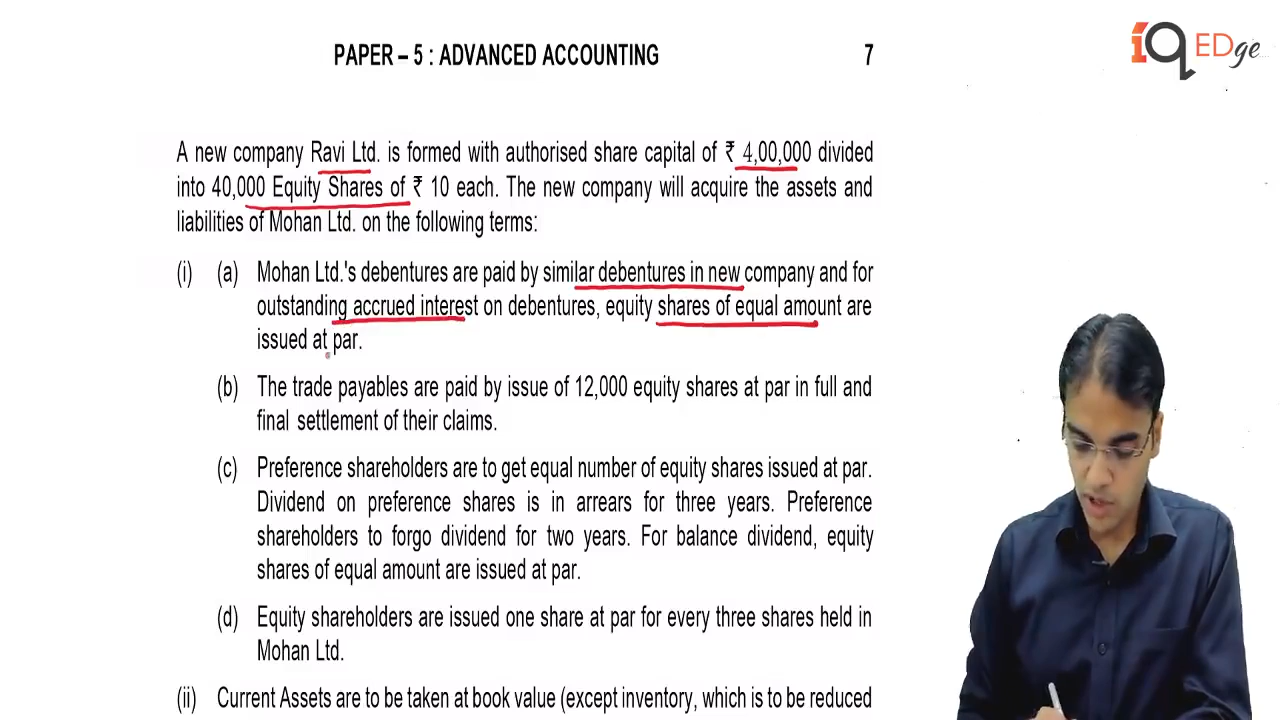 PAPER – 5 : ADVANCED ACCOUNTING 7
iQ EDge
A new company Ravi Ltd. is formed with authorised share capital of ₹ 4,00,000 divided
into 40,000 Equity Shares of ₹ 10 each. The new company will acquire the assets and
liabilities of Mohan Ltd. on the following terms:
(i) (a) Mohan Ltd.'s debentures are paid by similar debentures in new company and for
outstanding accrued interest on debentures, equity shares of equal amount are
issued at par.
(b) The trade payables are paid by issue of 12,000 equity shares at par in full and
final settlement of their claims.
(c) Preference shareholders are to get equal number of equity shares issued at par.
Dividend on preference shares is in arrears for three years. Preference
shareholders to forgo dividend for two years. For balance dividend, equity
shares of equal amount are issued at par.
(d) Equity shareholders are issued one share at par for every three shares held in
Mohan Ltd.
(ii) Current Assets are to be taken at book value (except inventory, which is to be reduced